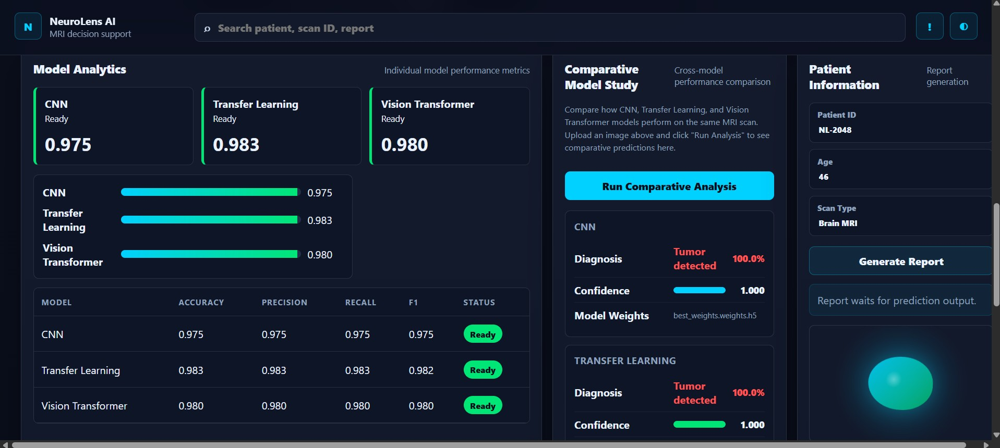 N
NeuroLens AI
MRI decision support
Search patient, scan ID, report
!
Model Analytics
Individual model performance metrics
CNN
Ready
0.975
Transfer Learning
Ready
0.983
Vision Transformer
Ready
0.980
CNN
0.975
Transfer
Learning
0.983
Vision
Transformer
0.980
MODEL ACCURACY PRECISION RECALL F1 STATUS
CNN 0.975 0.975 0.975 0.975 Ready
Transfer Learning 0.983 0.983 0.983 0.982 Ready
Vision Transformer 0.980 0.980 0.980 0.980 Ready
Comparative
Model Study
Cross-model
performance comparison
Compare how CNN, Transfer Learning, and Vision
Transformer models perform on the same MRI scan.
Upload an image above and click "Run Analysis" to see
comparative predictions here.
Run Comparative Analysis
CNN
Diagnosis
Tumor
detected
100.0%
Confidence 1.000
Model Weights best_weights.weights.h5
TRANSFER LEARNING
Diagnosis
Tumor
detected
100.0%
Confidence 1.000
Patient
Information
Report
generation
Patient ID
NL-2048
Age
46
Scan Type
Brain MRI
Generate Report
Report waits for prediction output.